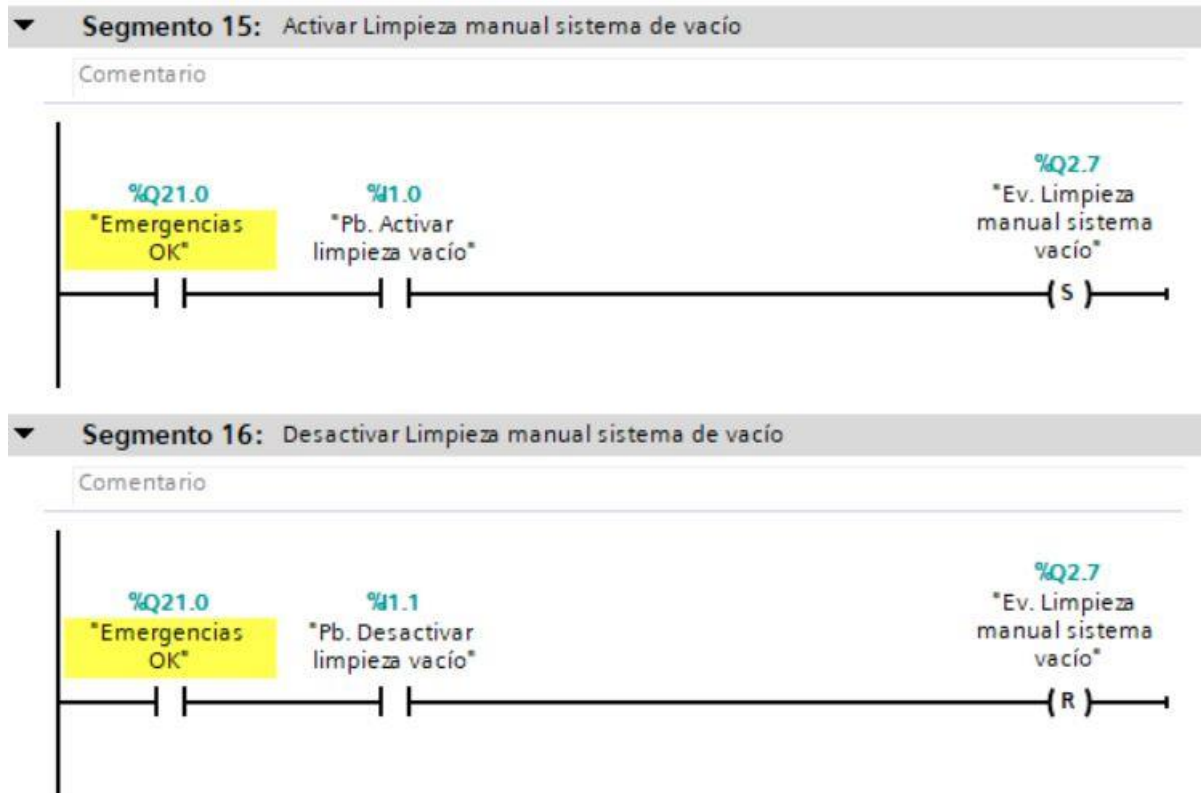 Segmento 15: Activar Limpieza manual sistema de vacío
Comentario
%Q2.7
%Q21.0 %I1.0 "Ev. Limpieza
"Emergencias "Pb. Activar manual sistema
OK" limpieza vacío" vacío"
( S )
Segmento 16: Desactivar Limpieza manual sistema de vacío
Comentario
%Q2.7
%Q21.0 %I1.1 "Ev. Limpieza
"Emergencias "Pb. Desactivar manual sistema
OK" limpieza vacío" vacío"
( R )